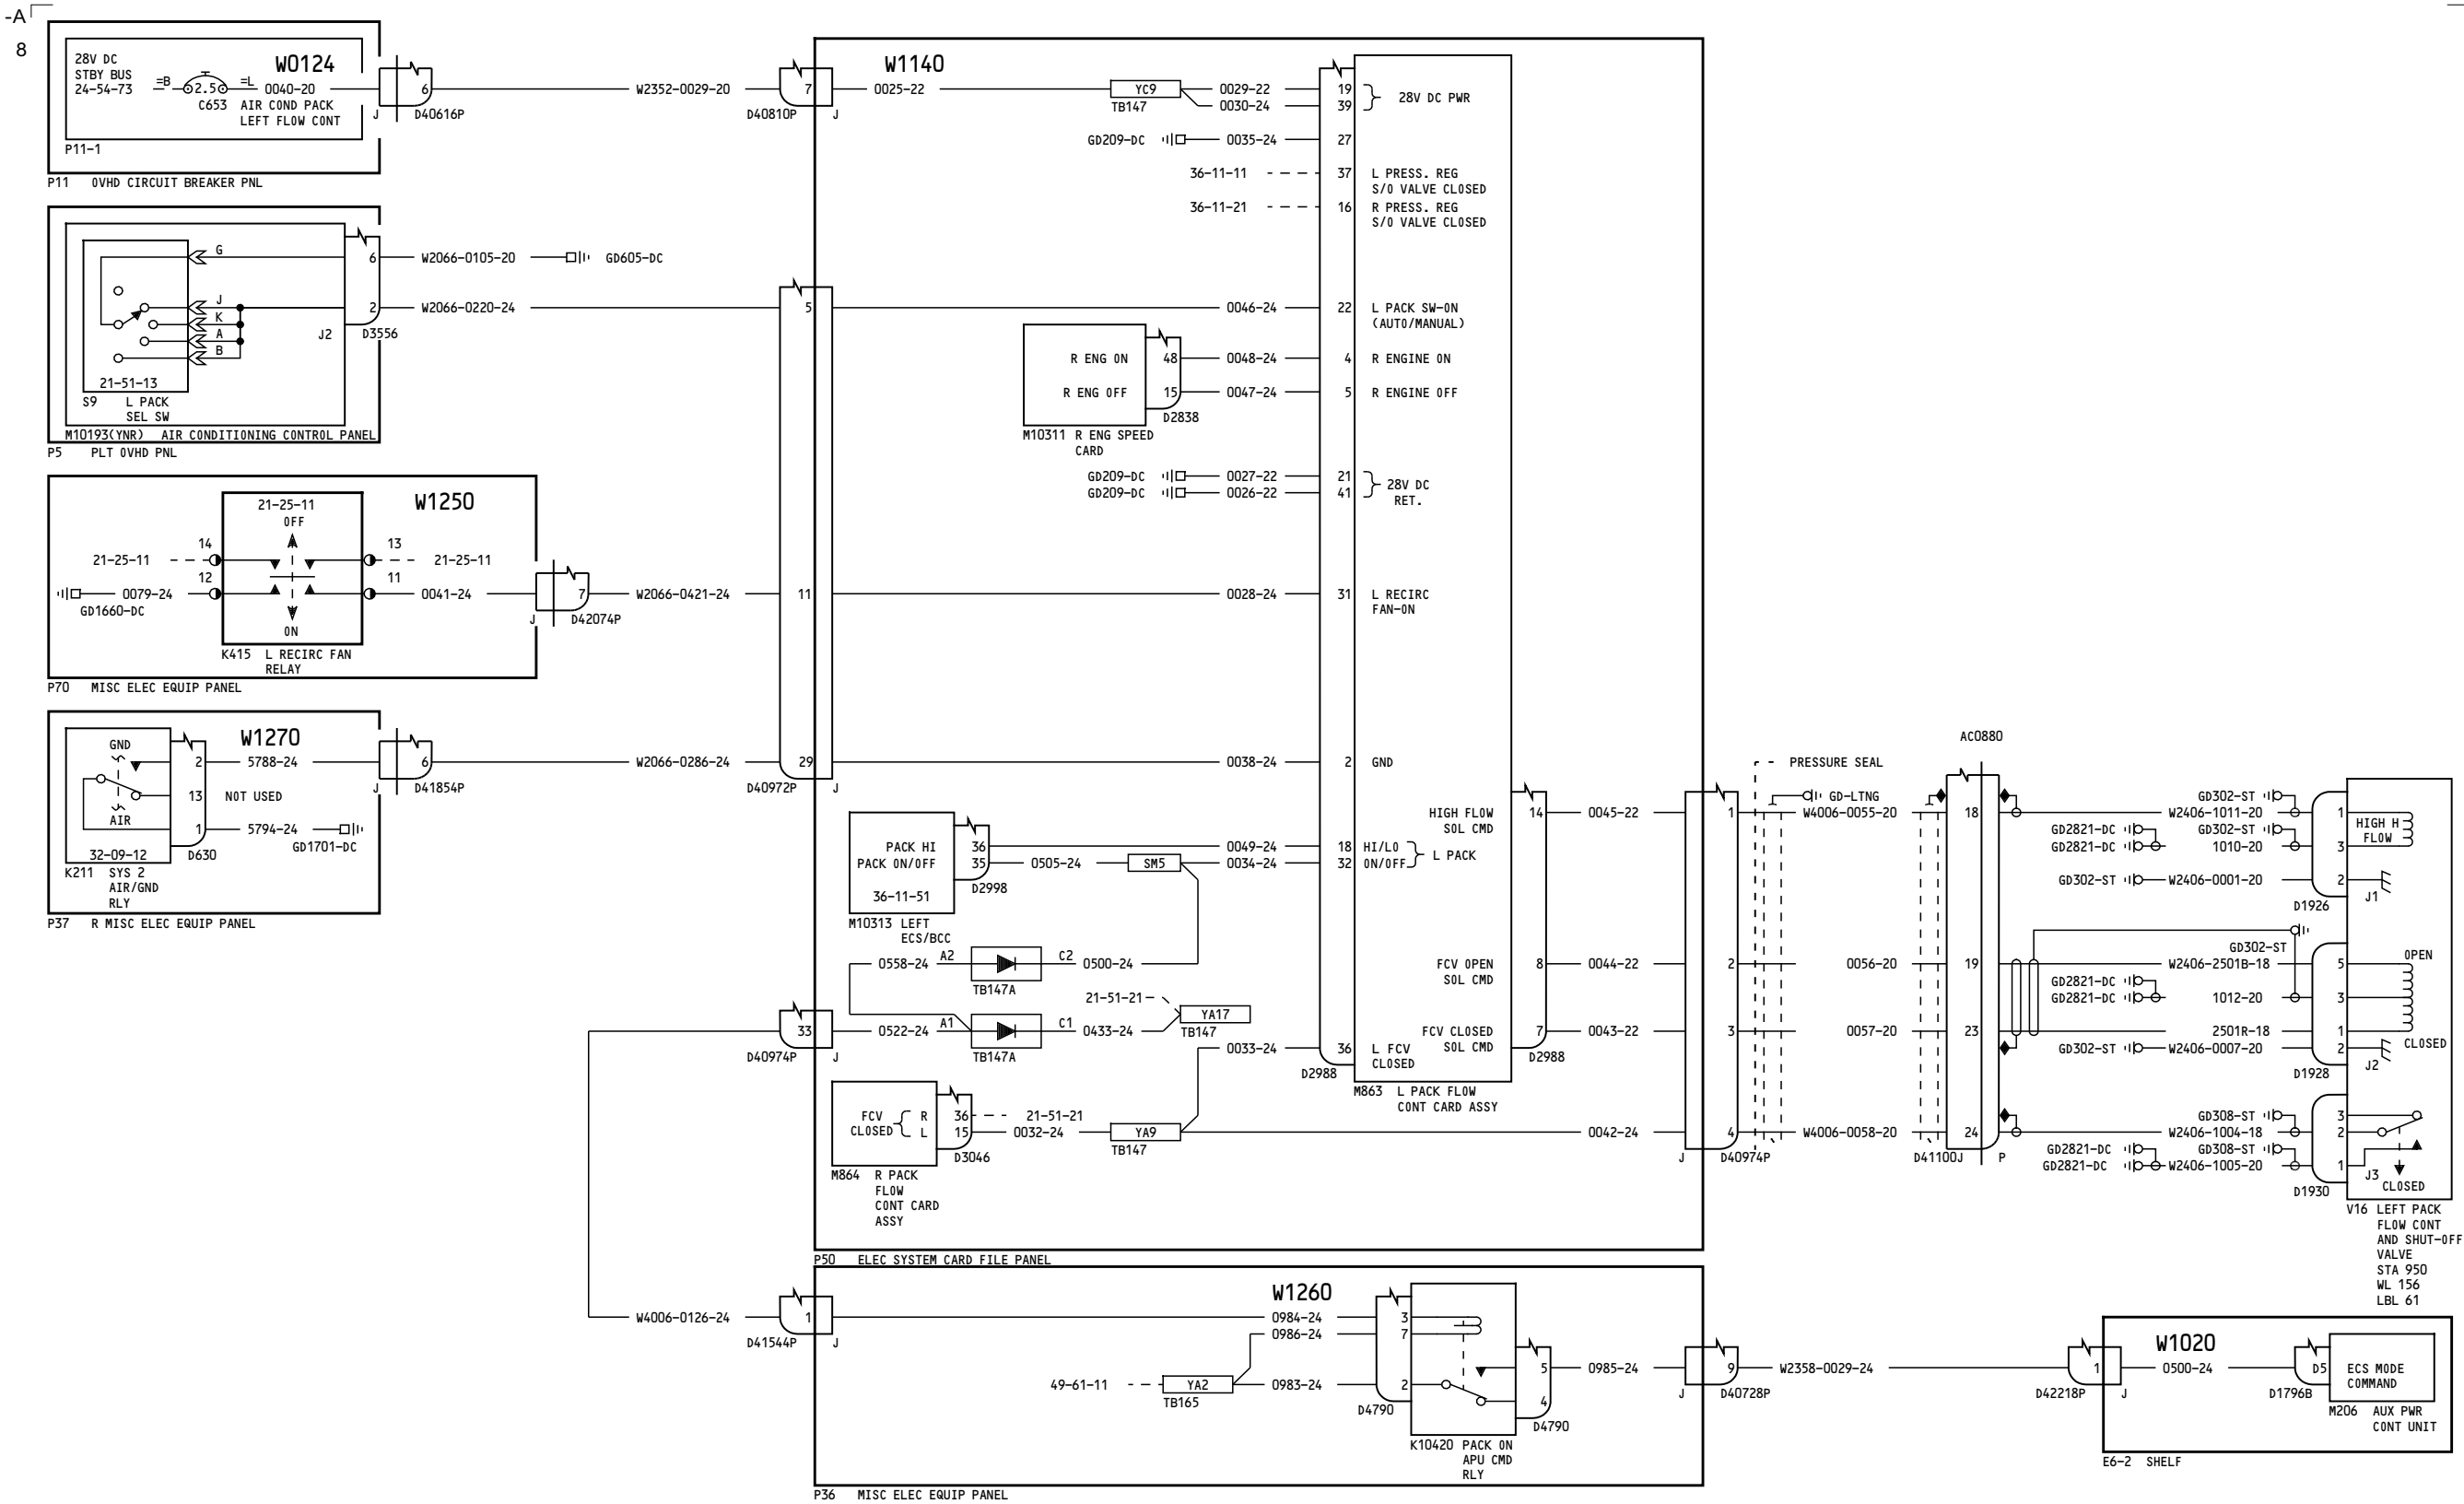 -A
8
28V DC
STBY BUS
24-54-73
=B
2.5
=L
C653
W0124
0040-20
AIR COND PACK
LEFT FLOW CONT
P11-1
P11 OVHD CIRCUIT BREAKER PNL
J
6
D40616P
W2352-0029-20
7
D40810P
J
W1140
0025-22
YC9
TB147
0029-22
0030-24
19
39
28V DC PWR
GD209-DC
0035-24
27
36-11-11
37
L PRESS. REG
S/O VALVE CLOSED
36-11-21
16
R PRESS. REG
S/O VALVE CLOSED
G
J
K
A
B
21-51-13
S9 L PACK
SEL SW
6
2
J2
D3556
M10193(YNR) AIR CONDITIONING CONTROL PANEL
P5 PLT OVHD PNL
W2066-0105-20
GD605-DC
W2066-0220-24
5
0046-24
22
L PACK SW-ON
(AUTO/MANUAL)
R ENG ON
48
0048-24
4
R ENGINE ON
R ENG OFF
15
0047-24
5
R ENGINE OFF
D2838
M10311 R ENG SPEED
CARD
GD209-DC
0027-22
21
GD209-DC
0026-22
41
28V DC
RET.
W1250
21-25-11
OFF
14
13
21-25-11
21-25-11
12
11
0079-24
GD1660-DC
0041-24
ON
K415 L RECIRC FAN
RELAY
P70 MISC ELEC EQUIP PANEL
7
J
D42074P
W2066-0421-24
11
0028-24
31
L RECIRC
FAN-ON
W1270
GND
2
5788-24
13
NOT USED
AIR
1
5794-24
GD1701-DC
32-09-12
D630
K211 SYS 2
AIR/GND
RLY
P37 R MISC ELEC EQUIP PANEL
6
J
D41854P
W2066-0286-24
29
D40972P
J
0038-24
2
GND
PACK HI
36
PACK ON/OFF
35
36-11-51
D2998
M10313 LEFT
ECS/BCC
0505-24
SM5
0049-24
0034-24
18
32
HI/LO
ON/OFF
L PACK
0558-24
A2
C2
0500-24
TB147A
21-51-21
YA17
TB147
33
D40974P
J
0522-24
A1
C1
0433-24
TB147A
0033-24
36
L FCV
CLOSED
D2988
FCV
CLOSED
R
L
36
15
21-51-21
0032-24
YA9
TB147
D3046
M864 R PACK
FLOW
CONT CARD
ASSY
M863 L PACK FLOW
CONT CARD ASSY
HIGH FLOW
SOL CMD
14
0045-22
1
FCV OPEN
SOL CMD
8
0044-22
2
FCV CLOSED
SOL CMD
7
0043-22
3
D2988
0042-24
4
J
D40974P
P50 ELEC SYSTEM CARD FILE PANEL
PRESSURE SEAL
GD-LTNG
W4006-0055-20
0056-20
0057-20
W4006-0058-20
AC0880
18
19
23
24
D41100J
P
GD302-ST
W2406-1011-20
GD2821-DC
GD302-ST
GD2821-DC
1010-20
GD302-ST
W2406-0001-20
1
3
2
HIGH H
FLOW
D1926
J1
GD302-ST
W2406-2501B-18
GD2821-DC
GD2821-DC
1012-20
2501R-18
GD302-ST
W2406-0007-20
5
3
1
2
OPEN
CLOSED
D1928
J2
GD308-ST
W2406-1004-18
GD2821-DC
GD308-ST
GD2821-DC
W2406-1005-20
3
2
1
D1930
J3
CLOSED
V16 LEFT PACK
FLOW CONT
AND SHUT-OFF
VALVE
STA 950
WL 156
LBL 61
W4006-0126-24
1
D41544P
J
W1260
0984-24
0986-24
49-61-11
YA2
TB165
0983-24
3
7
2
D4790
5
4
D4790
K10420 PACK ON
APU CMD
RLY
0985-24
9
J
D40728P
P36 MISC ELEC EQUIP PANEL
W2358-0029-24
1
D42218P
J
W1020
0500-24
D5
D1796B
ECS MODE
COMMAND
M206 AUX PWR
CONT UNIT
E6-2 SHELF